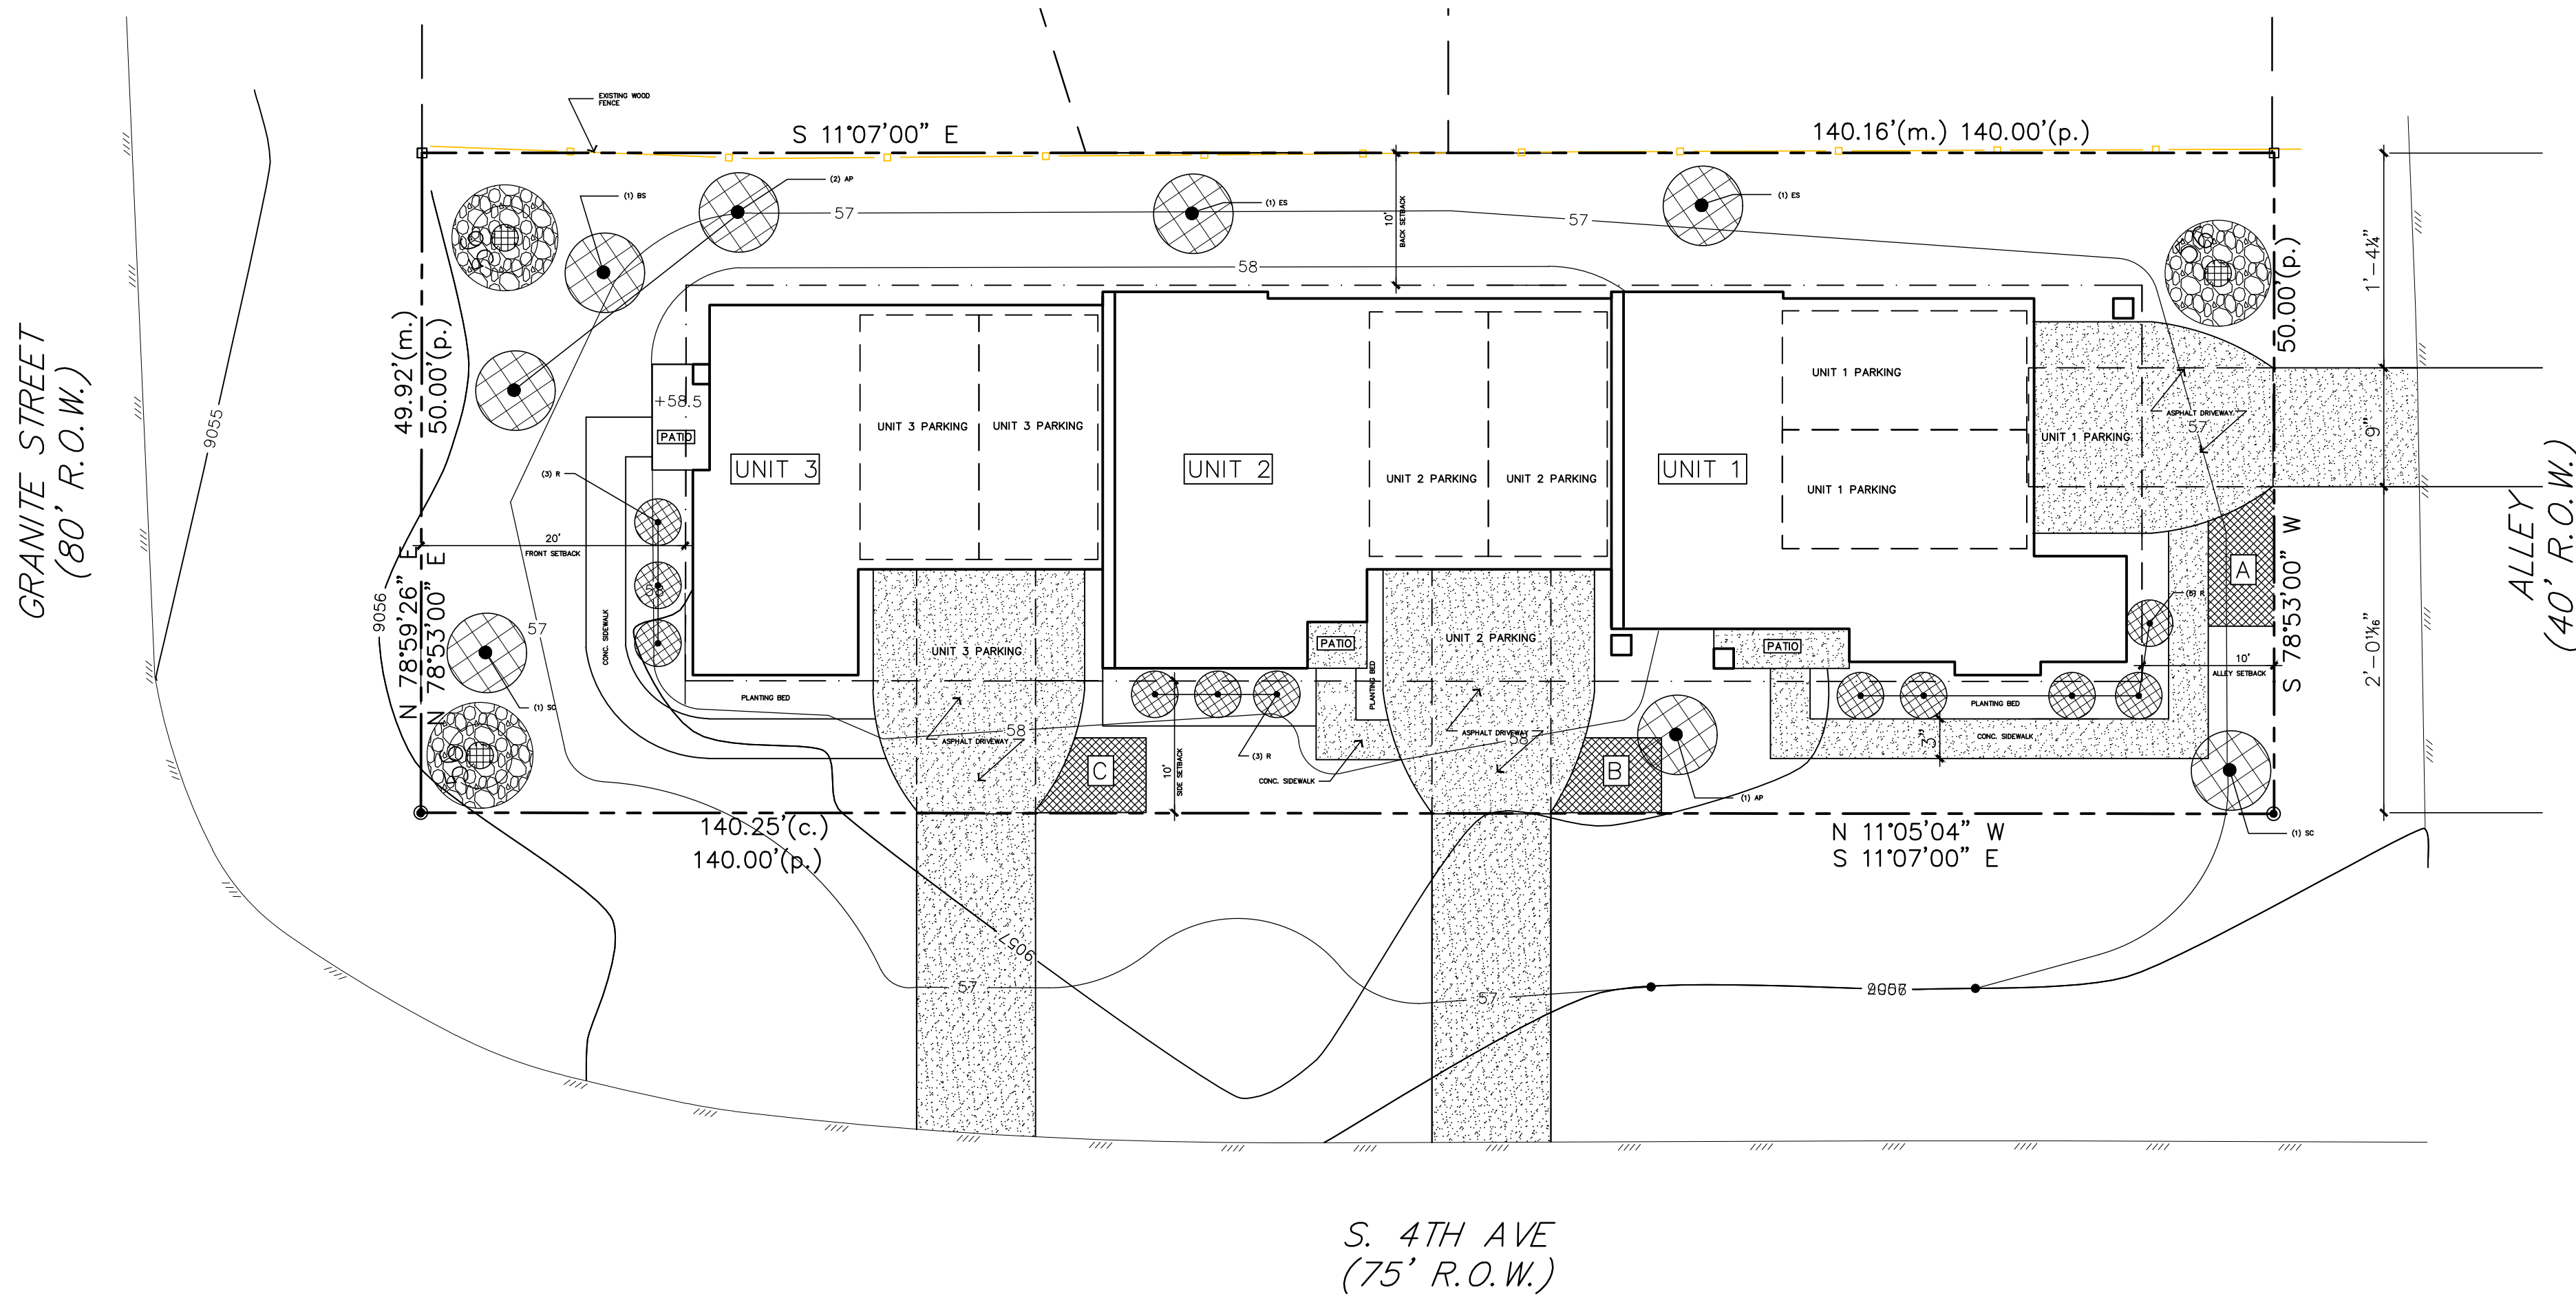 EXISTING WOOD
FENCE
S 11°07'00" E
140.16'(m.) 140.00'(p.)
(2) AP
(1) BS
57
(1) ES
57
(1) ES
10'
BACK SETBACK
58
50.00'(p.)
1'-4¼"
GRANITE STREET
(80' R.O.W.)
9055
49.92'(m.)
50.00'(p.)
+58.5
PATIO
UNIT 3
UNIT 3 PARKING
UNIT 3 PARKING
UNIT 2
UNIT 2 PARKING
UNIT 2 PARKING
UNIT 1
UNIT 1 PARKING
UNIT 1 PARKING
UNIT 1 PARKING
ASPHALT DRIVEWAY
57
9"
ALLEY
(40' R.O.W.)
(3) R
20'
FRONT SETBACK
58
A
(5) R
S 78°53'00" W
9056
N 78°59'26" E
N 78°53'00" E
57
CONC. SIDEWALK
(1) SC
UNIT 3 PARKING
PATIO
PLANTING BED
UNIT 2 PARKING
PATIO
10'
ALLEY SETBACK
2'-0 1/16"
PLANTING BED
58
ASPHALT DRIVEWAY
C
10'
SIDE SETBACK
(3) R
CONC. SIDEWALK
ASPHALT DRIVEWAY
58
B
(1) AP
PLANTING BED
3"
CONC. SIDEWALK
(1) SC
140.25'(c.)
140.00'(p.)
N 11°05'04" W
S 11°07'00" E
9057
57
57
S. 4TH AVE
(75' R.O.W.)